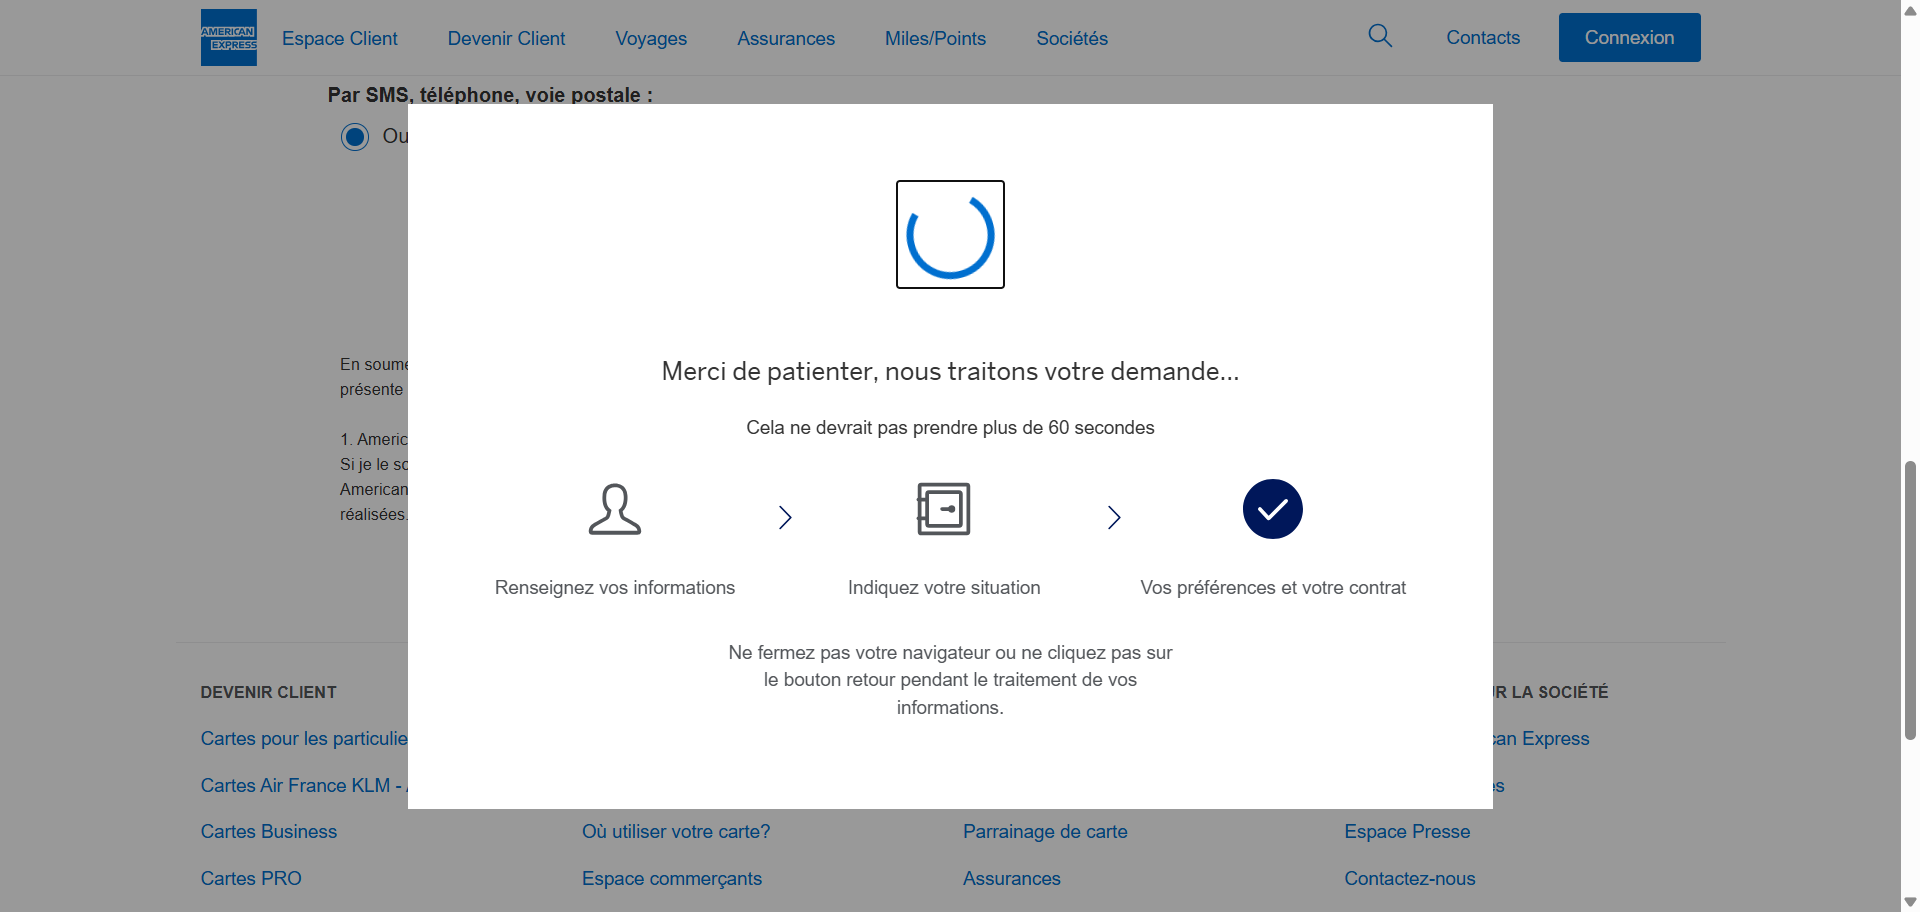 AMERICAN
EXPRESS
Espace Client
Devenir Client
Voyages
Assurances
Miles/Points
Sociétés
Contacts
Connexion
Par SMS, téléphone, voie postale :
Ou
En soume
présente
1. Americ
Si je le so
American
réalisées.
Merci de patienter, nous traitons votre demande...
Cela ne devrait pas prendre plus de 60 secondes
Renseignez vos informations
Indiquez votre situation
Vos préférences et votre contrat
Ne fermez pas votre navigateur ou ne cliquez pas sur
le bouton retour pendant le traitement de vos
informations.
DEVENIR CLIENT
R LA SOCIÉTÉ
Cartes pour les particulie
can Express
Cartes Air France KLM -
es
Cartes Business
Où utiliser votre carte?
Parrainage de carte
Espace Presse
Cartes PRO
Espace commerçants
Assurances
Contactez-nous